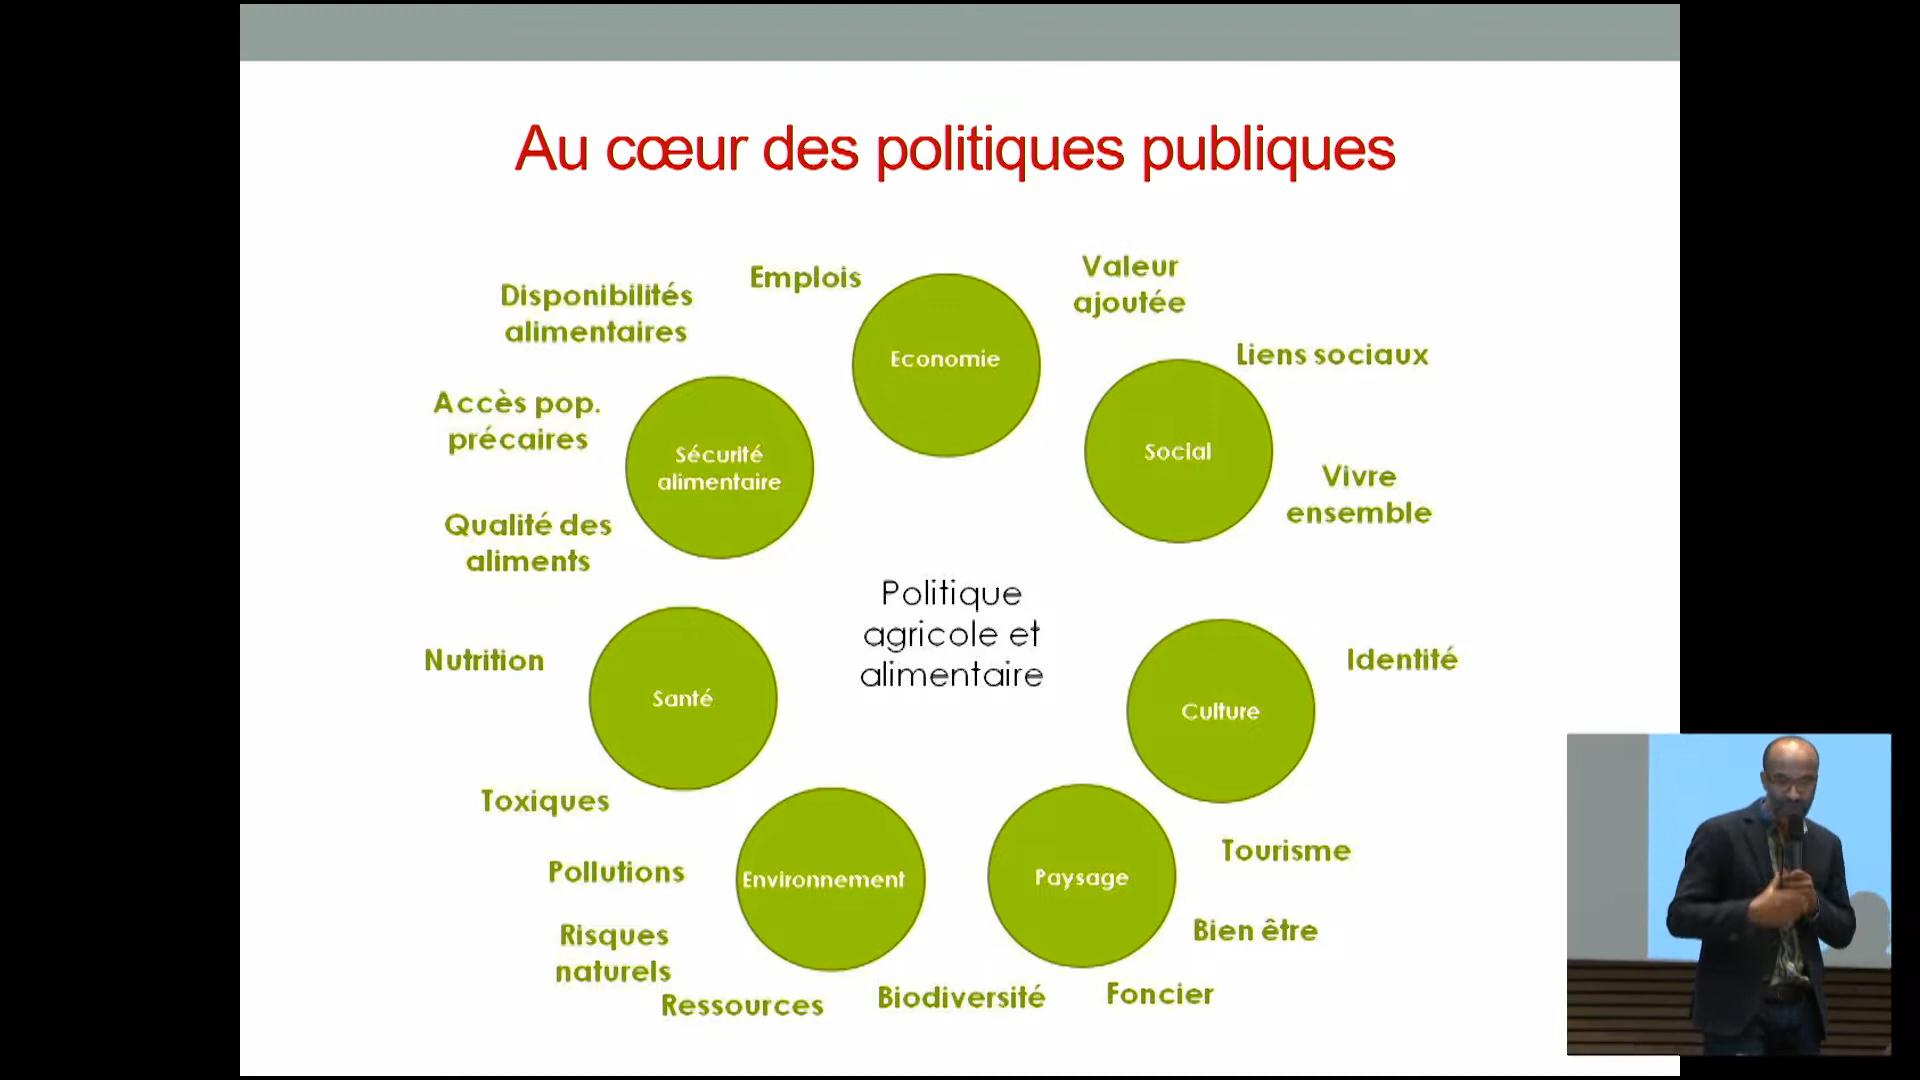 Au cœur des politiques publiques
Emplois
Valeur
ajoutée
Disponibilités
alimentaires
Economie
Liens sociaux
Accès pop.
précaires
Sécurité
alimentaire
Social
Vivre
ensemble
Qualité des
aliments
Politique
agricole et
alimentaire
Nutrition
Santé
Culture
Identité
Toxiques
Pollutions
Environnement
Paysage
Tourisme
Bien être
Risques
naturels
Ressources
Biodiversité
Foncier